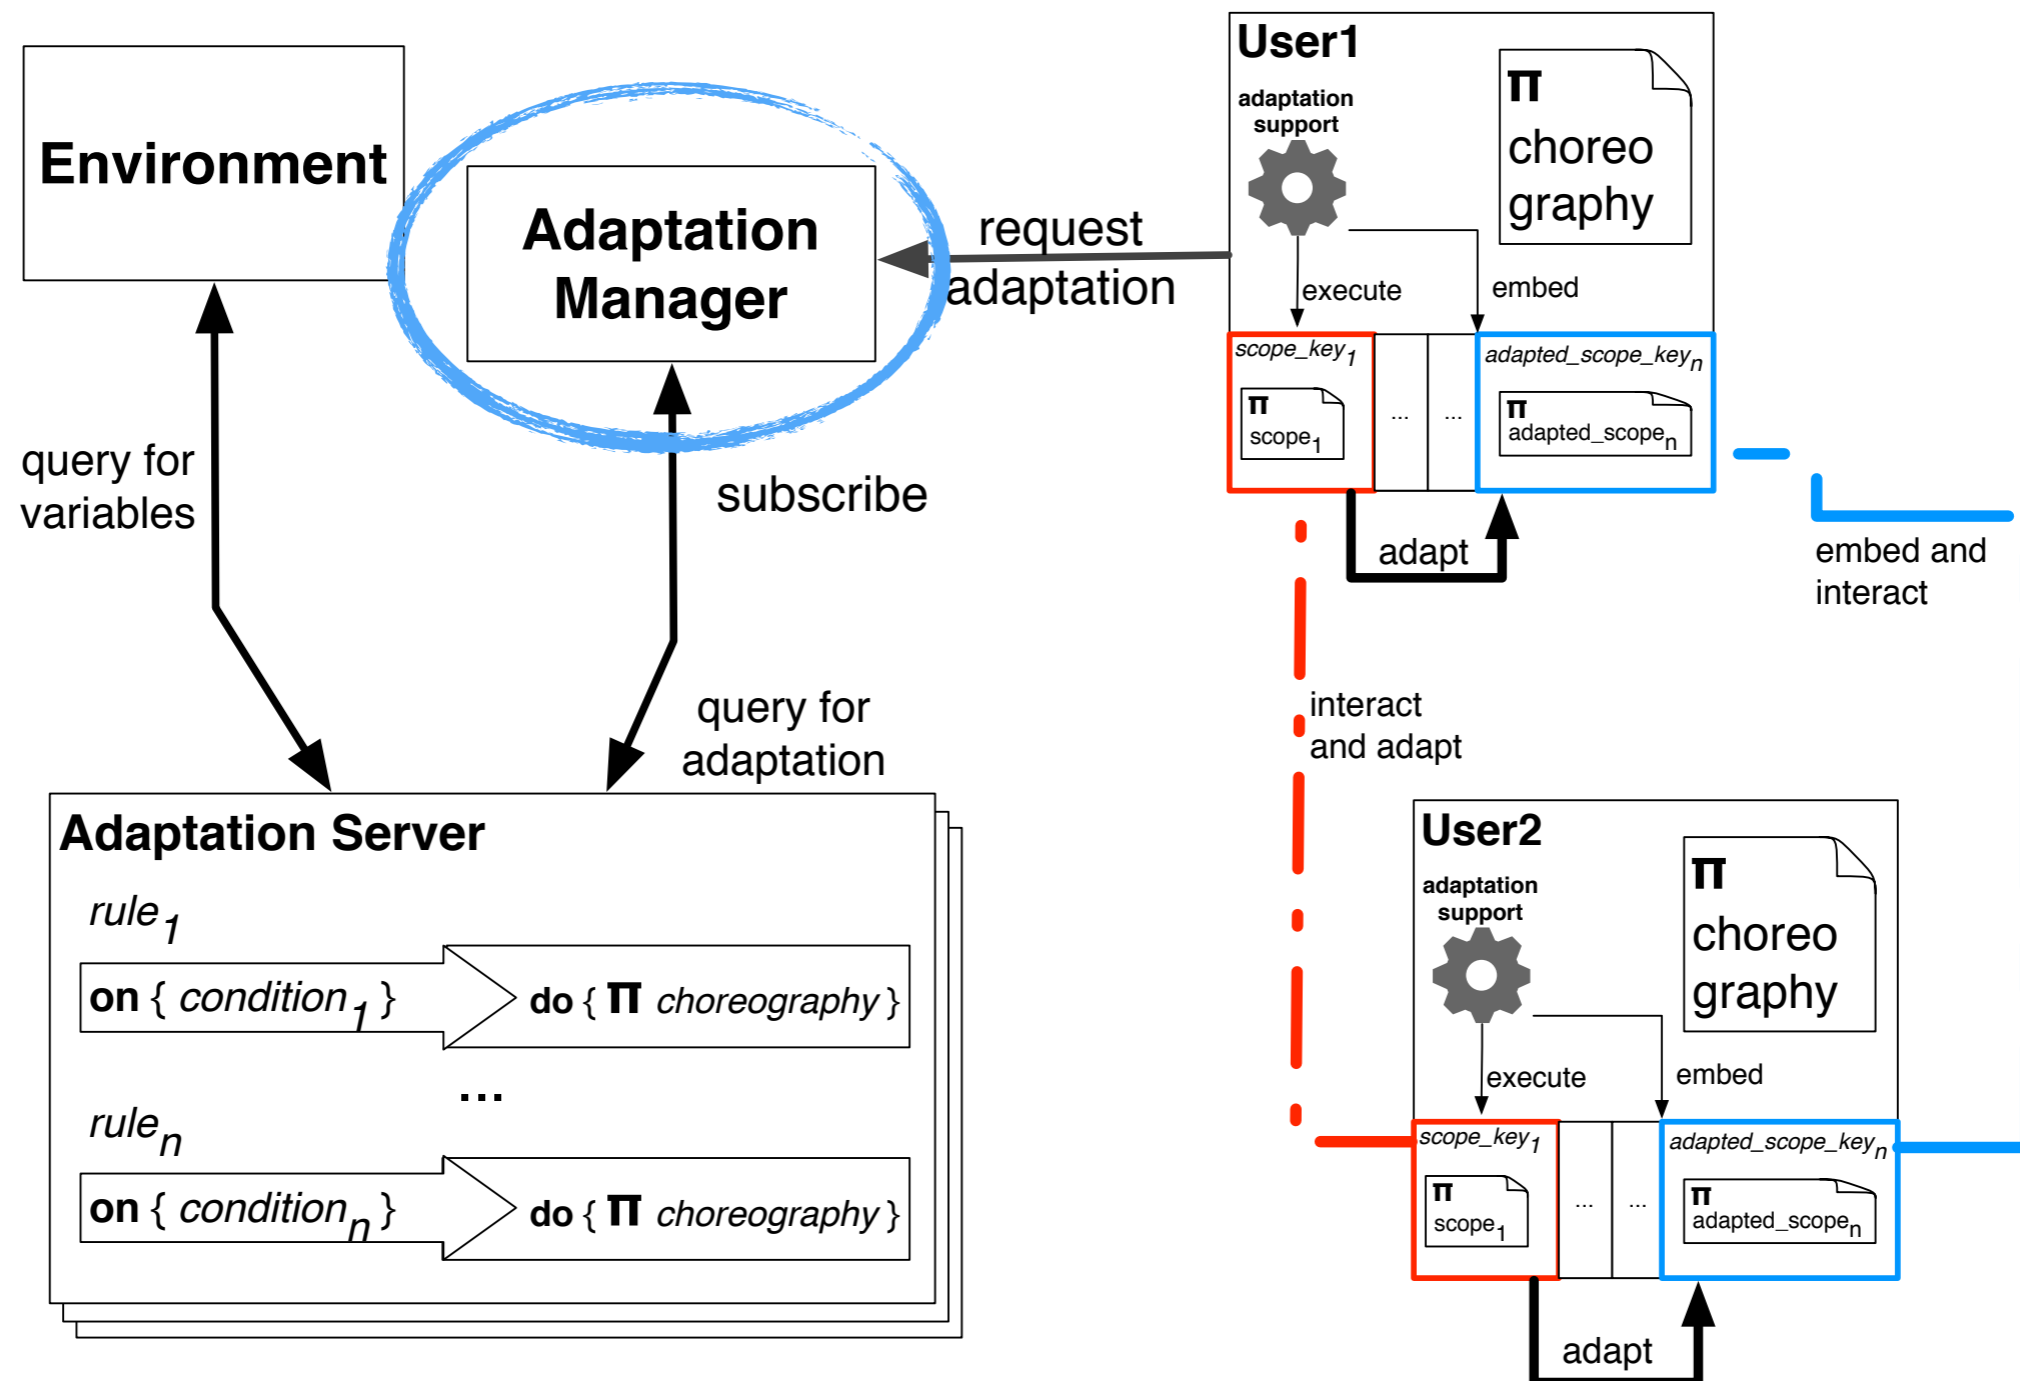 Environment
Adaptation
Manager
request
adaptation
query for
variables
subscribe
query for
adaptation
Adaptation Server
rule1
on { condition1 }
do { π choreography }
...
rulen
on { conditionn }
do { π choreography }
User1
adaptation
support
π
choreo
graphy
execute
embed
scope_key1
π
scope1
...
...
adapted_scope_keyn
π
adapted_scopen
adapt
embed and
interact
interact
and adapt
User2
adaptation
support
π
choreo
graphy
execute
embed
scope_key1
π
scope1
...
...
adapted_scope_keyn
π
adapted_scopen
adapt